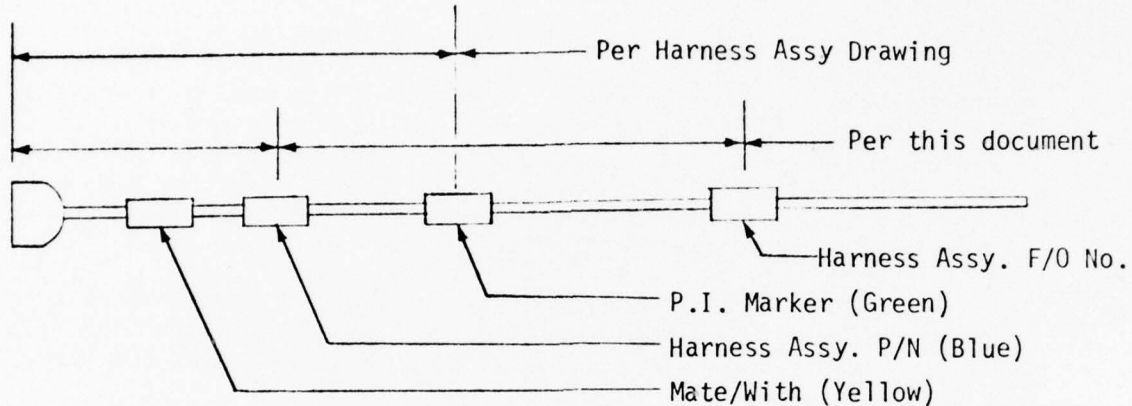 Per Harness Assy Drawing
Per this document
Harness Assy. F/O No.
P.I. Marker (Green)
Harness Assy. P/N (Blue)
Mate/With (Yellow)